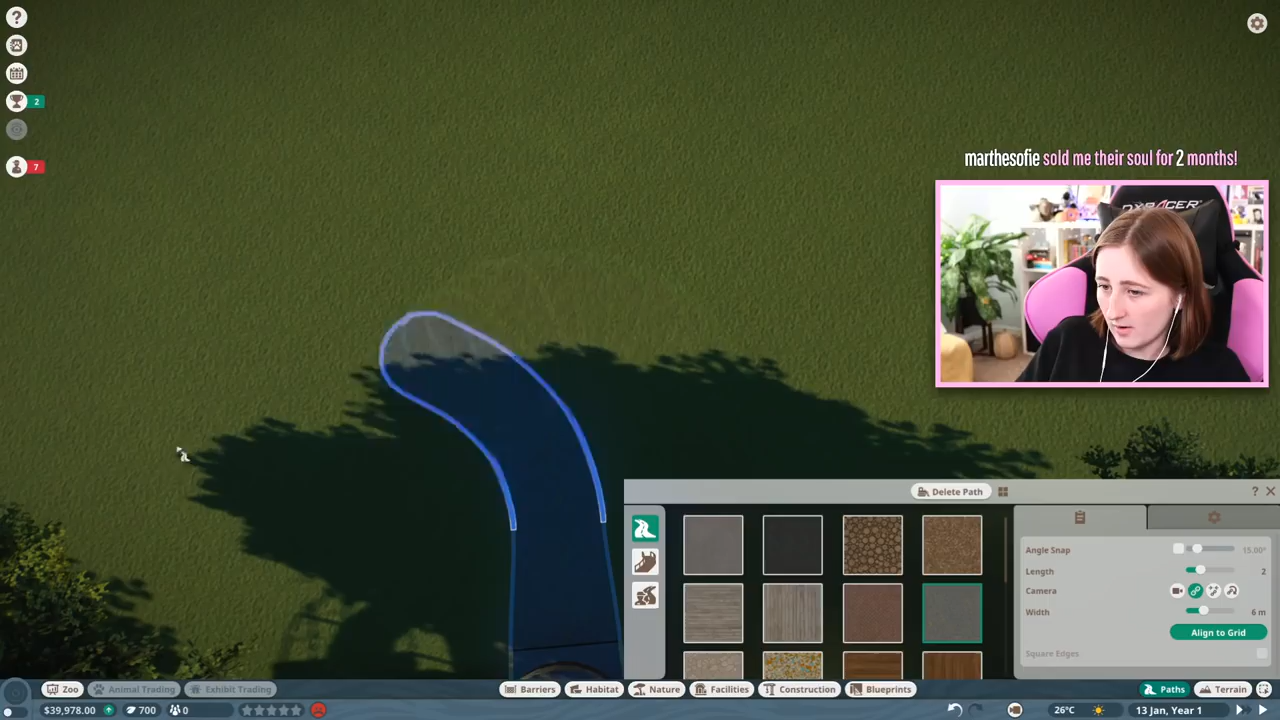 ?
2
7
marthesofie sold me their soul for 2 months!
DXRACER
Delete Path
?
Angle Snap
15.00°
Length
2
Camera
Width
6 m
Align to Grid
Square Edges
Zoo
Animal Trading
Exhibit Trading
Barriers
Habitat
Nature
Facilities
Construction
Blueprints
Paths
Terrain
$39,978.00
700
0
26°C
13 Jan, Year 1